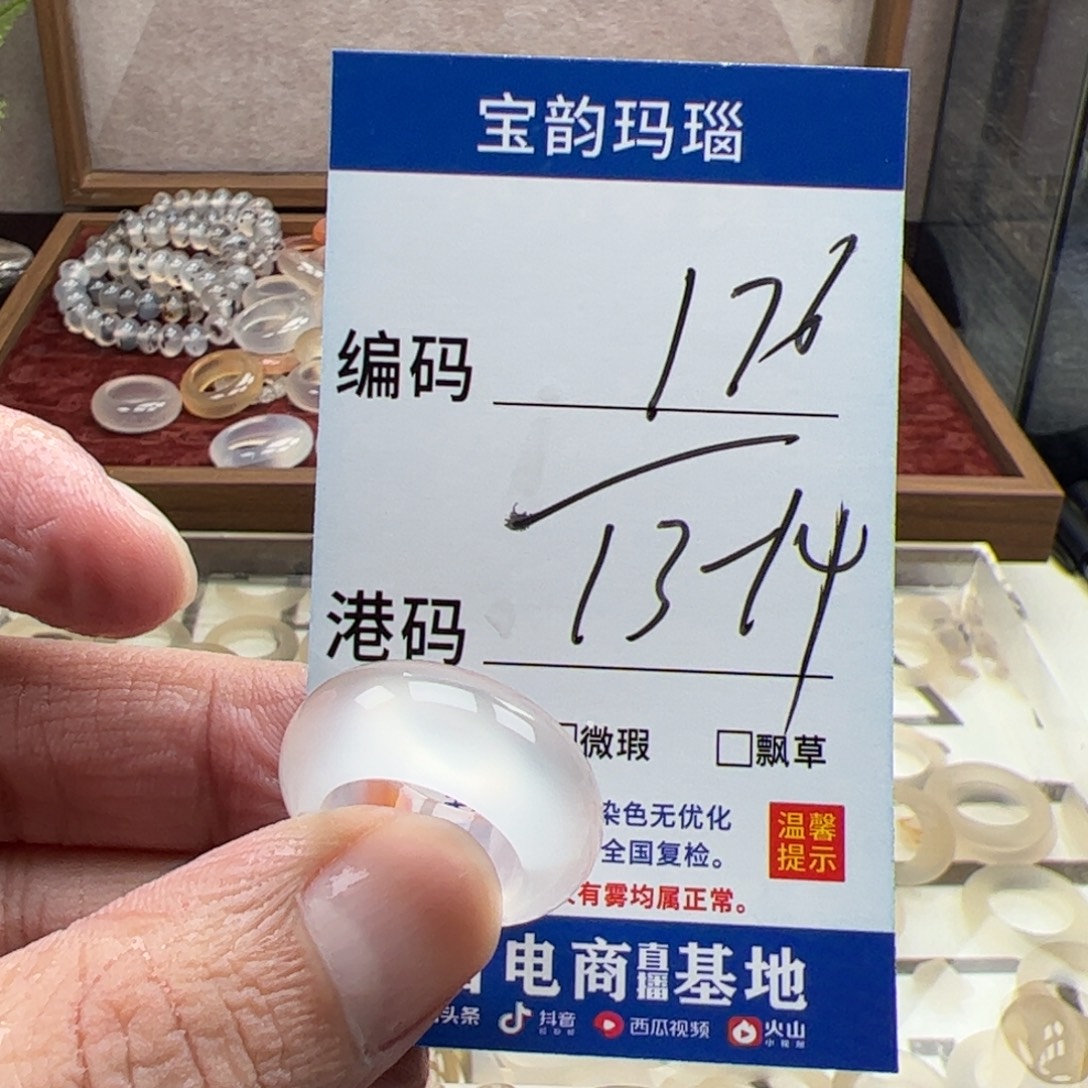 宝韵玛瑙
编码 176
港码 13-14
微瑕 □飘草
染色无优化
全国复检。
温馨
提示
有雾均属正常。
电商直播基地
头条 抖音 西瓜视频 火山